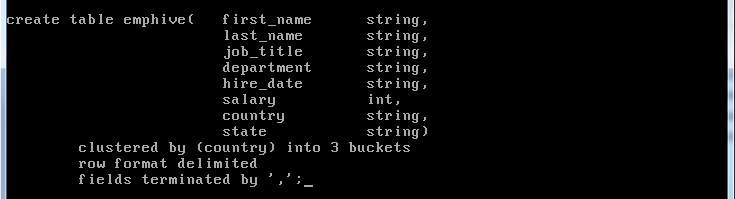 create table emphive( first_name string,
last_name string,
job_title string,
department string,
hire_date string,
salary int,
country string,
state string)
clustered by (country) into 3 buckets
row format delimited
fields terminated by ',';_